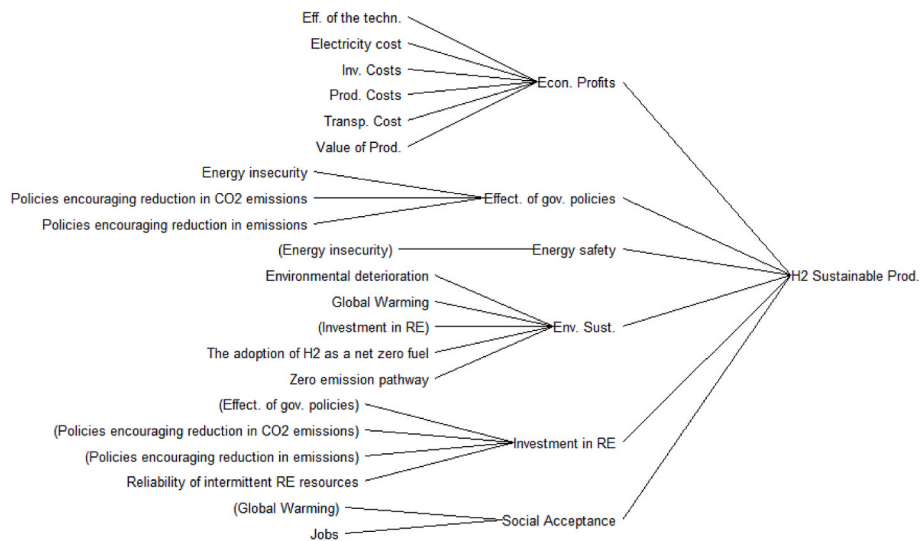 Eff. of the techn.
Electricity cost
Inv. Costs
Prod. Costs
Transp. Cost
Value of Prod.
Econ. Profits
Energy insecurity
Policies encouraging reduction in CO2 emissions
Policies encouraging reduction in emissions
Effect. of gov. policies
(Energy insecurity)
Energy safety
H2 Sustainable Prod.
Environmental deterioration
Global Warming
(Investment in RE)
The adoption of H2 as a net zero fuel
Zero emission pathway
Env. Sust.
(Effect. of gov. policies)
(Policies encouraging reduction in CO2 emissions)
(Policies encouraging reduction in emissions)
Reliability of intermittent RE resources
Investment in RE
(Global Warming)
Jobs
Social Acceptance